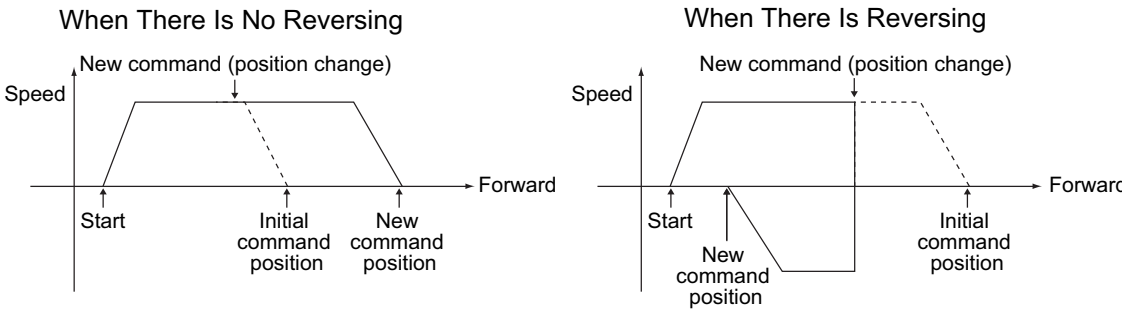 When There Is No Reversing
New command (position change)
Speed
Forward
Start
Initial
command
position
New
command
position
When There Is Reversing
New command (position change)
Speed
Forward
Start
New
command
position
Initial
command
position